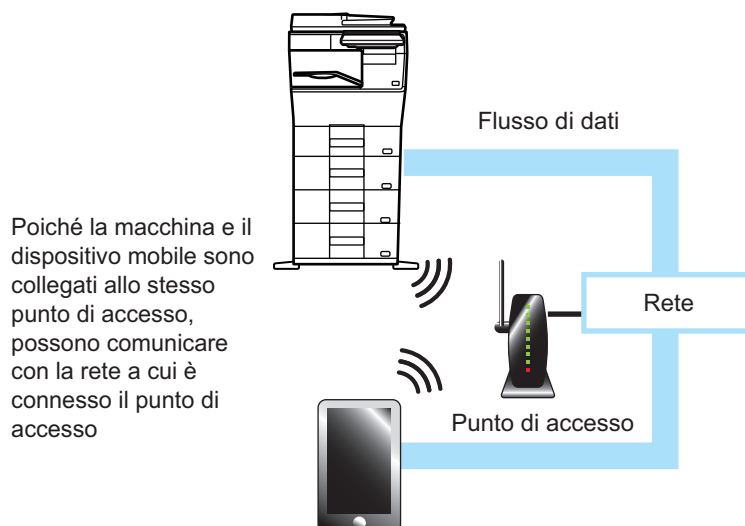 Flusso di dati
Poiché la macchina e il
dispositivo mobile sono
collegati allo stesso
punto di accesso,
possono comunicare
con la rete a cui è
connesso il punto di
accesso
Rete
Punto di accesso